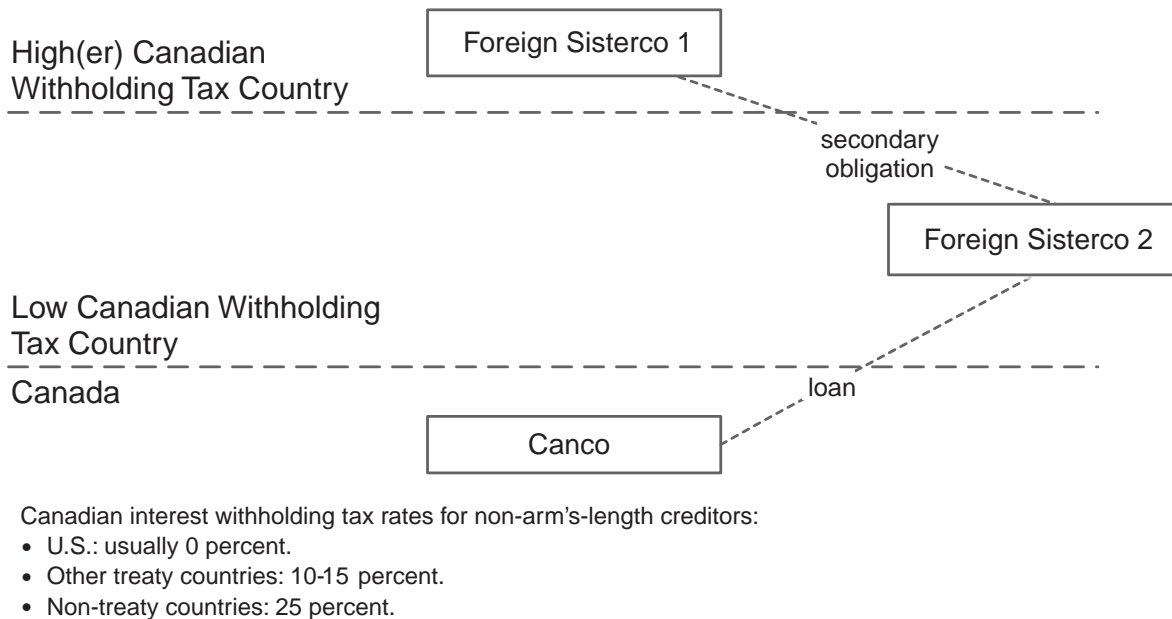 Foreign Sisterco 1
High(er) Canadian
Withholding Tax Country
secondary
obligation
Foreign Sisterco 2
Low Canadian Withholding
Tax Country
Canada
loan
Canco
Canadian interest withholding tax rates for non-arm's-length creditors:
• U.S.: usually 0 percent.
• Other treaty countries: 10-15 percent.
• Non-treaty countries: 25 percent.